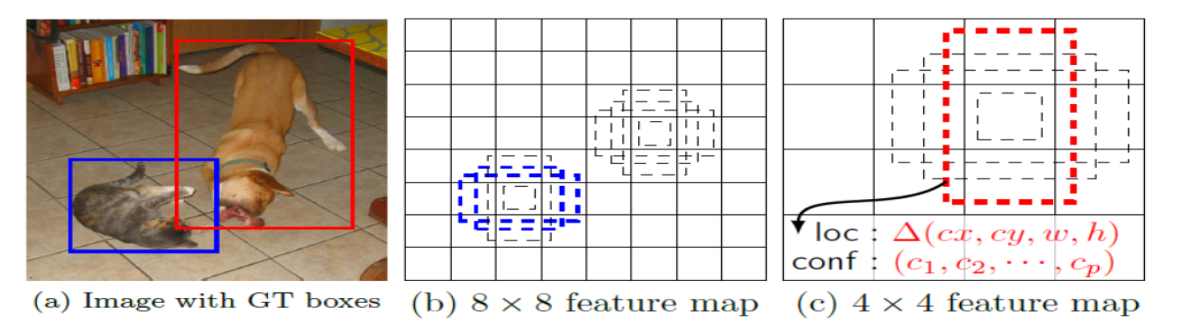 loc : Δ(cx, cy, w, h)
conf : (c₁, c₂, ⋯, cₚ)
(a) Image with GT boxes
(b) 8 × 8 feature map
(c) 4 × 4 feature map